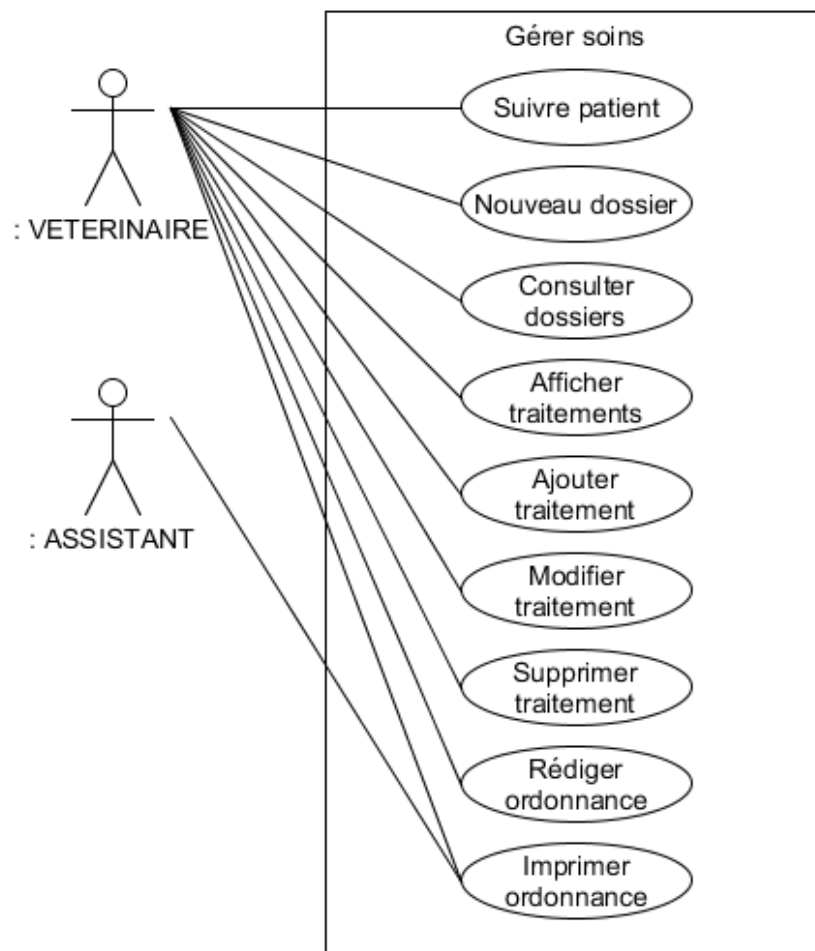 Gérer soins
Suivre patient
: VETERINAIRE
Nouveau dossier
Consulter
dossiers
Afficher
traitements
: ASSISTANT
Ajouter
traitement
Modifier
traitement
Supprimer
traitement
Rédiger
ordonnance
Imprimer
ordonnance